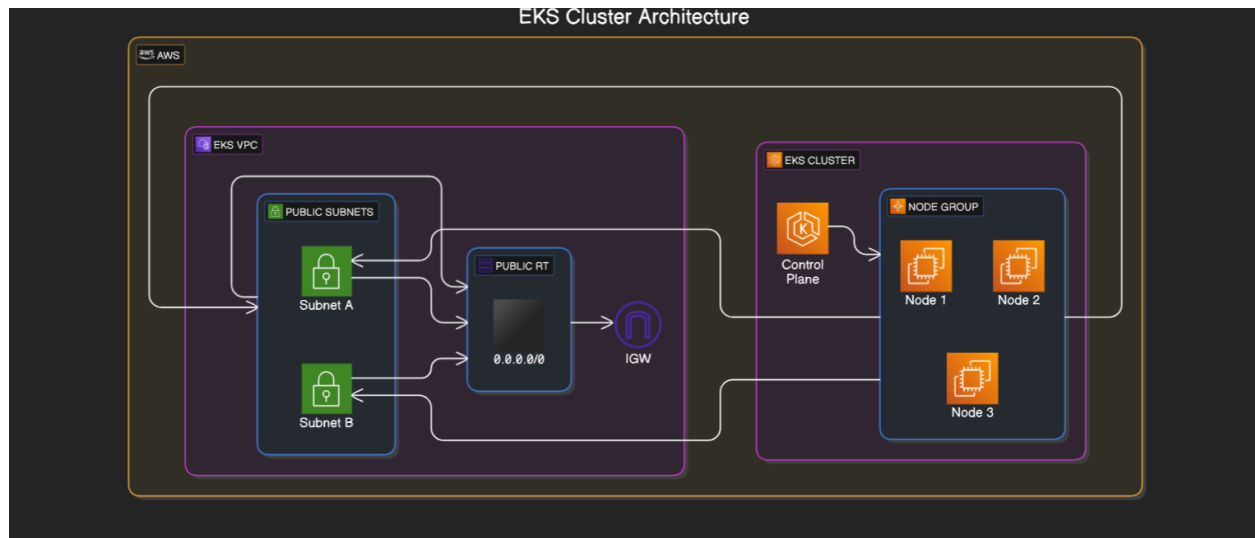 EKS Cluster Architecture
aws AWS
EKS VPC
PUBLIC SUBNETS
Subnet A
Subnet B
PUBLIC RT
0.0.0.0/0
IGW
EKS CLUSTER
K
Control
Plane
NODE GROUP
Node 1
Node 2
Node 3